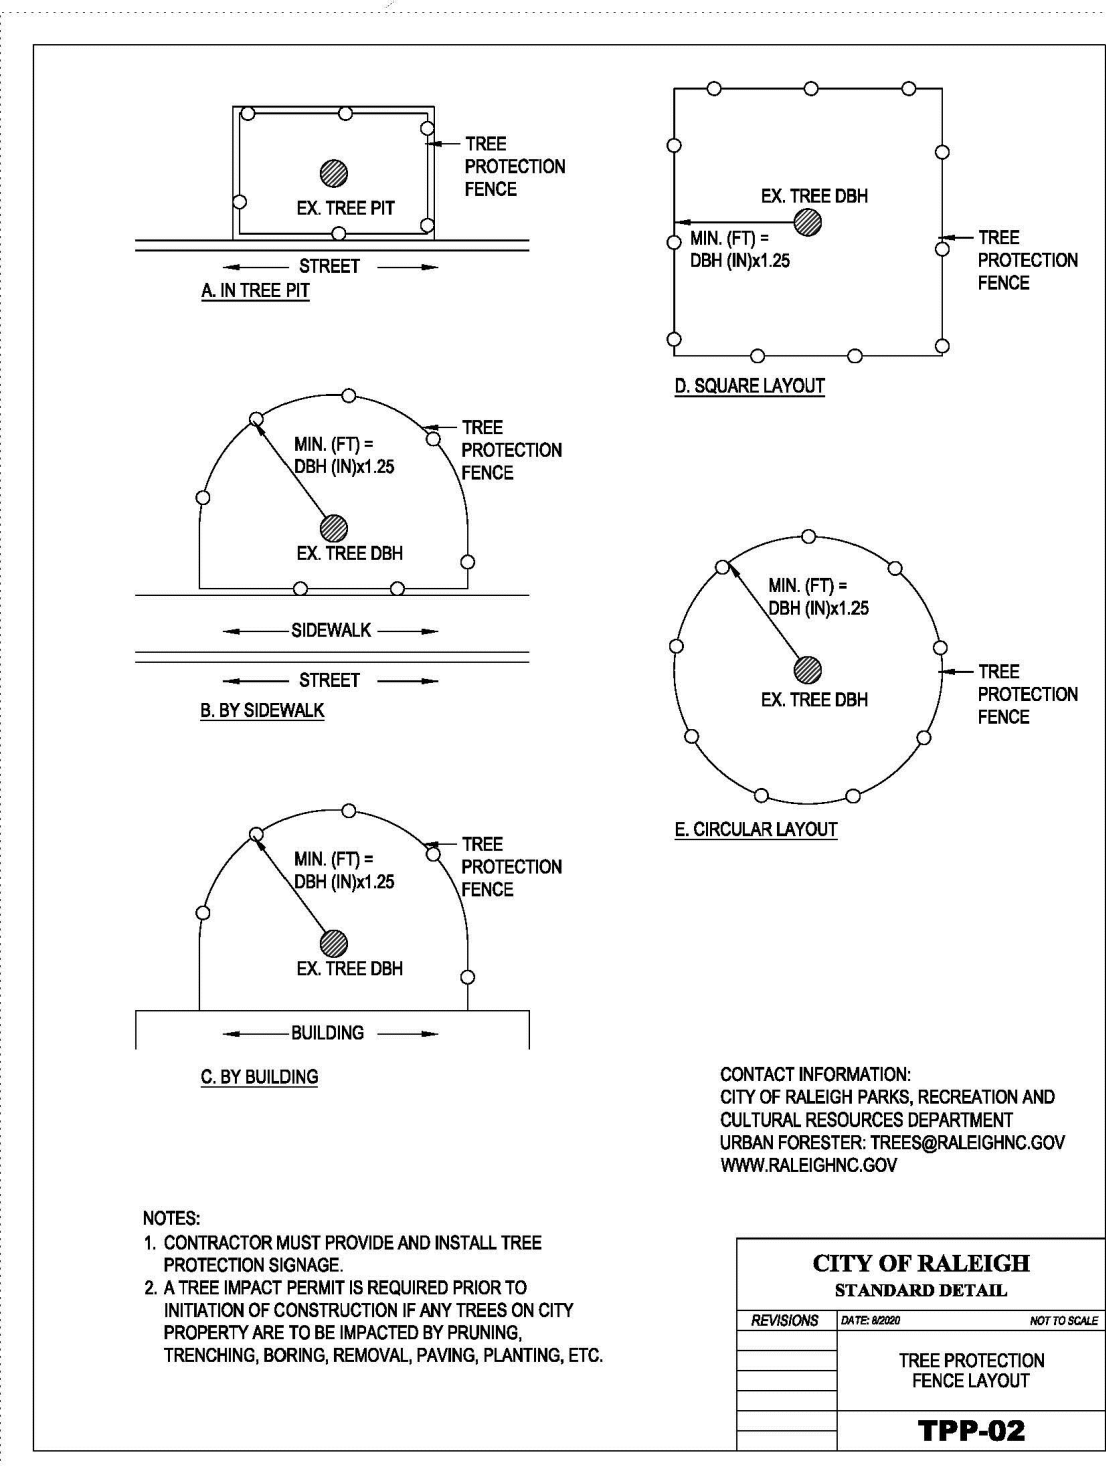 TREE
PROTECTION
FENCE
EX. TREE PIT
STREET
A. IN TREE PIT
EX. TREE DBH
MIN. (FT) =
DBH (IN)x1.25
TREE
PROTECTION
FENCE
D. SQUARE LAYOUT
MIN. (FT) =
DBH (IN)x1.25
TREE
PROTECTION
FENCE
EX. TREE DBH
SIDEWALK
STREET
B. BY SIDEWALK
MIN. (FT) =
DBH (IN)x1.25
EX. TREE DBH
TREE
PROTECTION
FENCE
E. CIRCULAR LAYOUT
MIN. (FT) =
DBH (IN)x1.25
TREE
PROTECTION
FENCE
EX. TREE DBH
BUILDING
C. BY BUILDING
CONTACT INFORMATION:
CITY OF RALEIGH PARKS, RECREATION AND
CULTURAL RESOURCES DEPARTMENT
URBAN FORESTER: TREES@RALEIGHNC.GOV
WWW.RALEIGHNC.GOV
NOTES:
1. CONTRACTOR MUST PROVIDE AND INSTALL TREE
PROTECTION SIGNAGE.
2. A TREE IMPACT PERMIT IS REQUIRED PRIOR TO
INITIATION OF CONSTRUCTION IF ANY TREES ON CITY
PROPERTY ARE TO BE IMPACTED BY PRUNING,
TRENCHING, BORING, REMOVAL, PAVING, PLANTING, ETC.
CITY OF RALEIGH
STANDARD DETAIL
REVISIONS DATE: 8/2020 NOT TO SCALE
TREE PROTECTION
FENCE LAYOUT
TPP-02